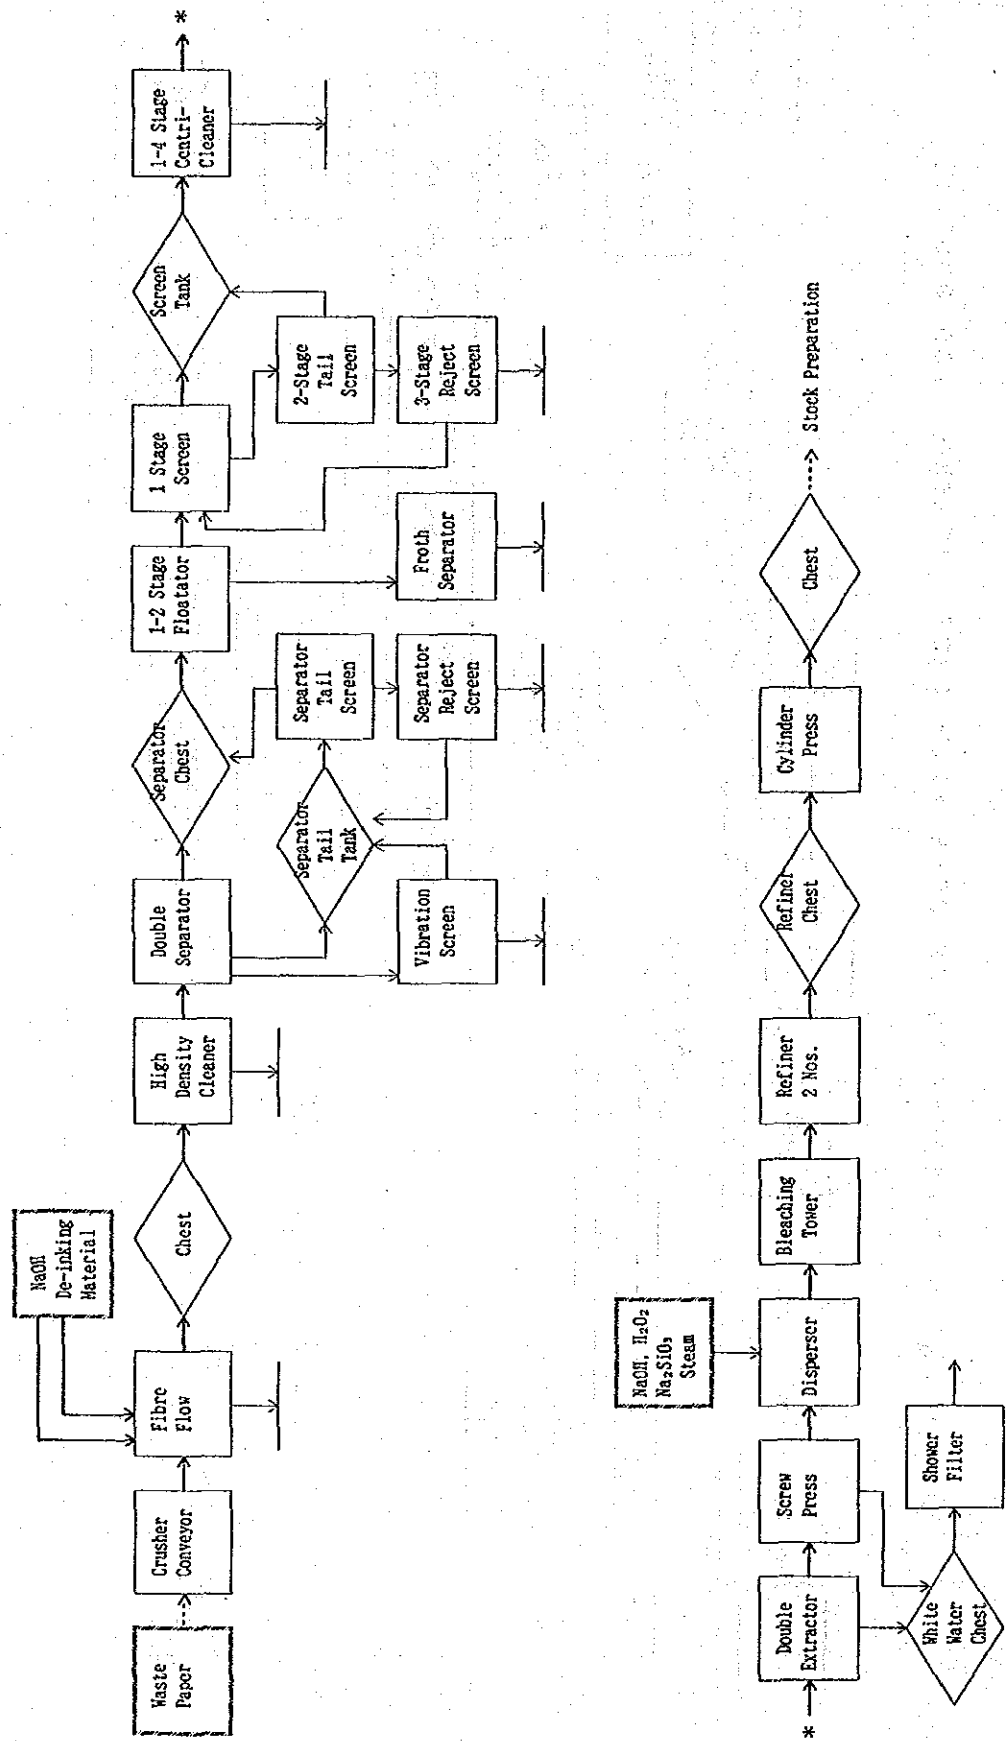 NaOH
De-inking
Material
Waste
Paper
Crusher
Conveyor
Fibre
Flow
Chest
High
Density
Cleaner
Double
Separator
Separator
Chest
1-2 Stage
Floatator
1 Stage
Screen
Screen
Tank
1-4 Stage
Centri-
Cleaner
*
Vibration
Screen
Separator
Tail
Tank
Separator
Tail
Screen
Separator
Reject
Screen
Froth
Separator
2-Stage
Tail
Screen
3-Stage
Reject
Screen
NaOH, H₂O₂
Na₂SiO₃
Steam
*
Double
Extractor
Screw
Press
Disperser
Bleaching
Tower
Refiner
2 Nos.
Refiner
Chest
Cylinder
Press
Chest
Stock Preparation
White
Water
Chest
Shower
Filter